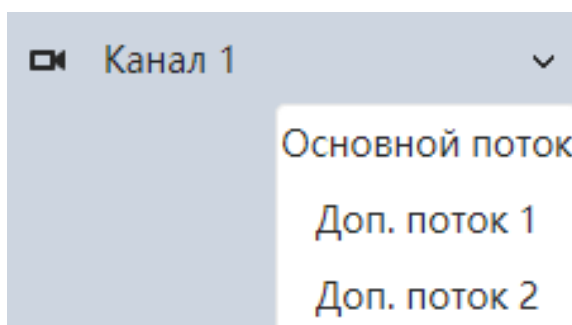 Канал 1
Основной поток
Доп. поток 1
Доп. поток 2